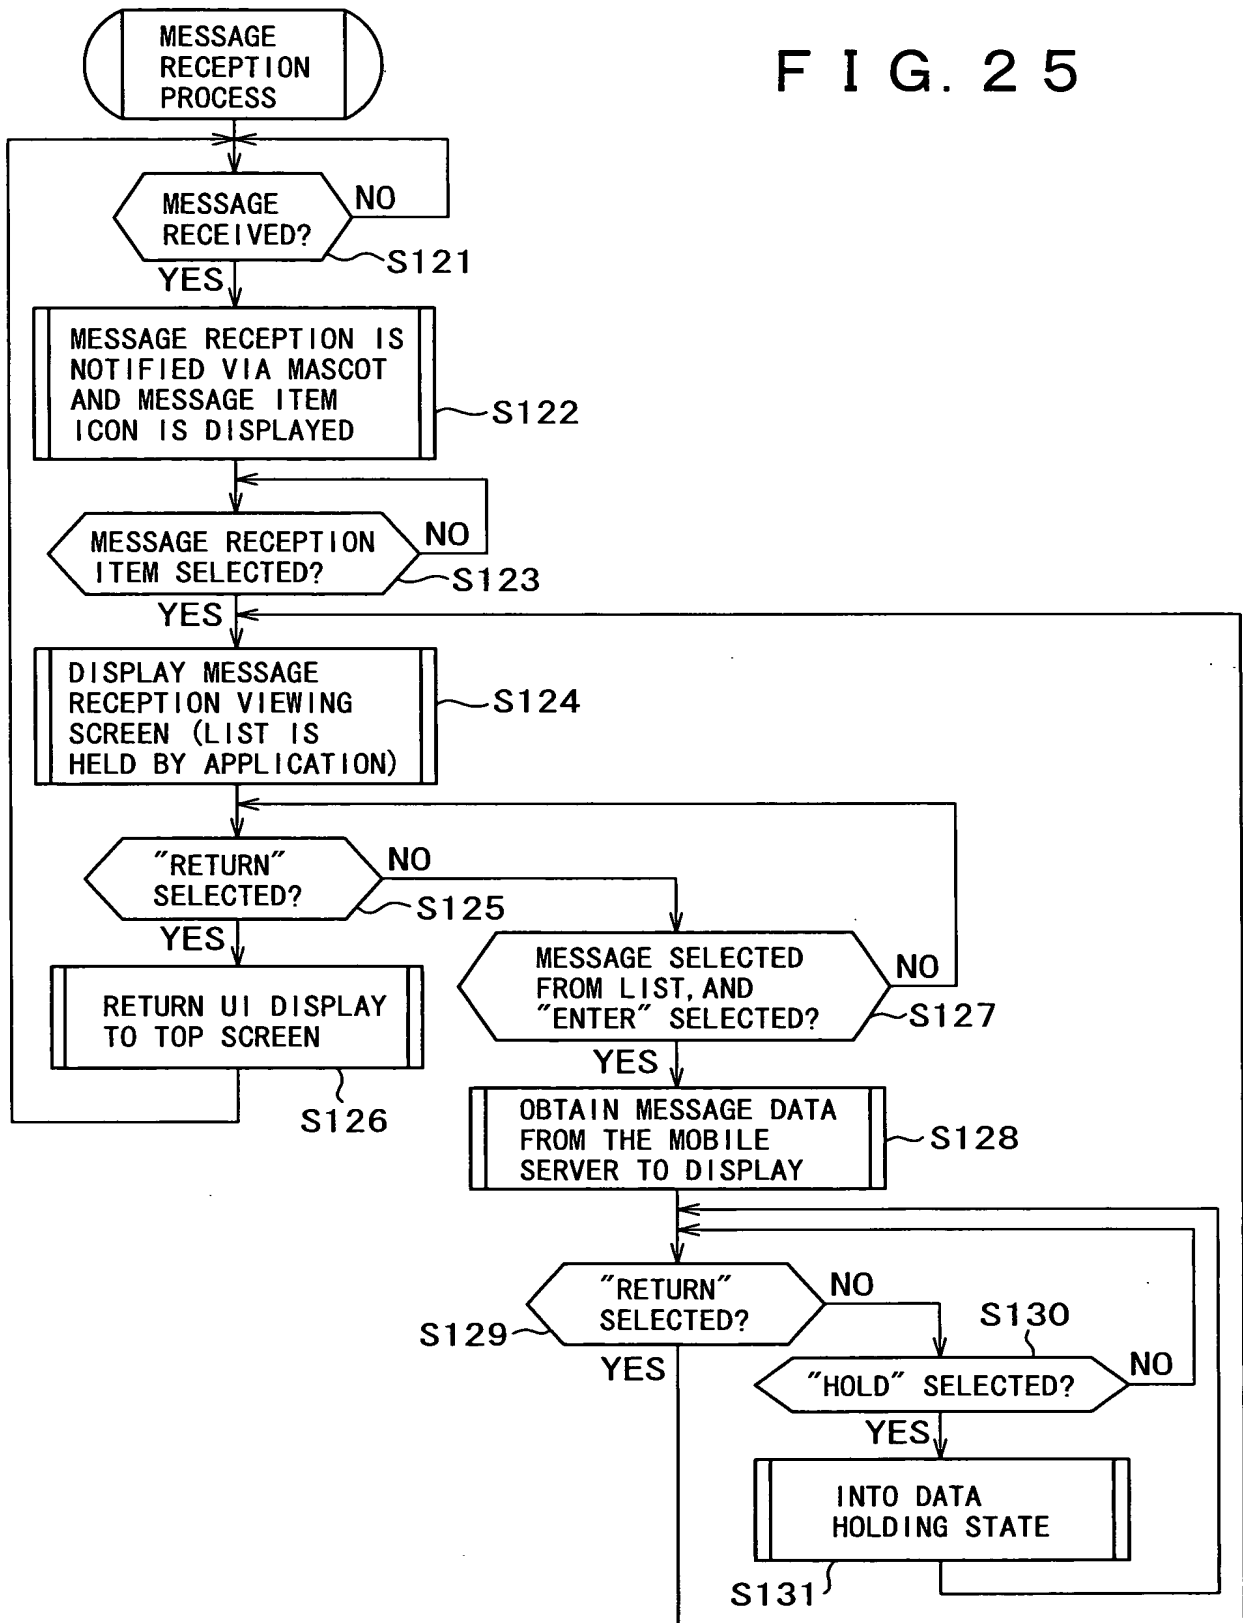 MESSAGE
RECEPTION
PROCESS
FIG. 25
MESSAGE
RECEIVED?
NO
S121
YES
MESSAGE RECEPTION IS
NOTIFIED VIA MASCOT
AND MESSAGE ITEM
ICON IS DISPLAYED
S122
MESSAGE RECEPTION
ITEM SELECTED?
NO
S123
YES
DISPLAY MESSAGE
RECEPTION VIEWING
SCREEN (LIST IS
HELD BY APPLICATION)
S124
"RETURN"
SELECTED?
NO
S125
YES
RETURN UI DISPLAY
TO TOP SCREEN
S126
MESSAGE SELECTED
FROM LIST, AND
"ENTER" SELECTED?
NO
S127
YES
OBTAIN MESSAGE DATA
FROM THE MOBILE
SERVER TO DISPLAY
S128
"RETURN"
SELECTED?
NO
S129
YES
S130
"HOLD" SELECTED?
NO
YES
INTO DATA
HOLDING STATE
S131